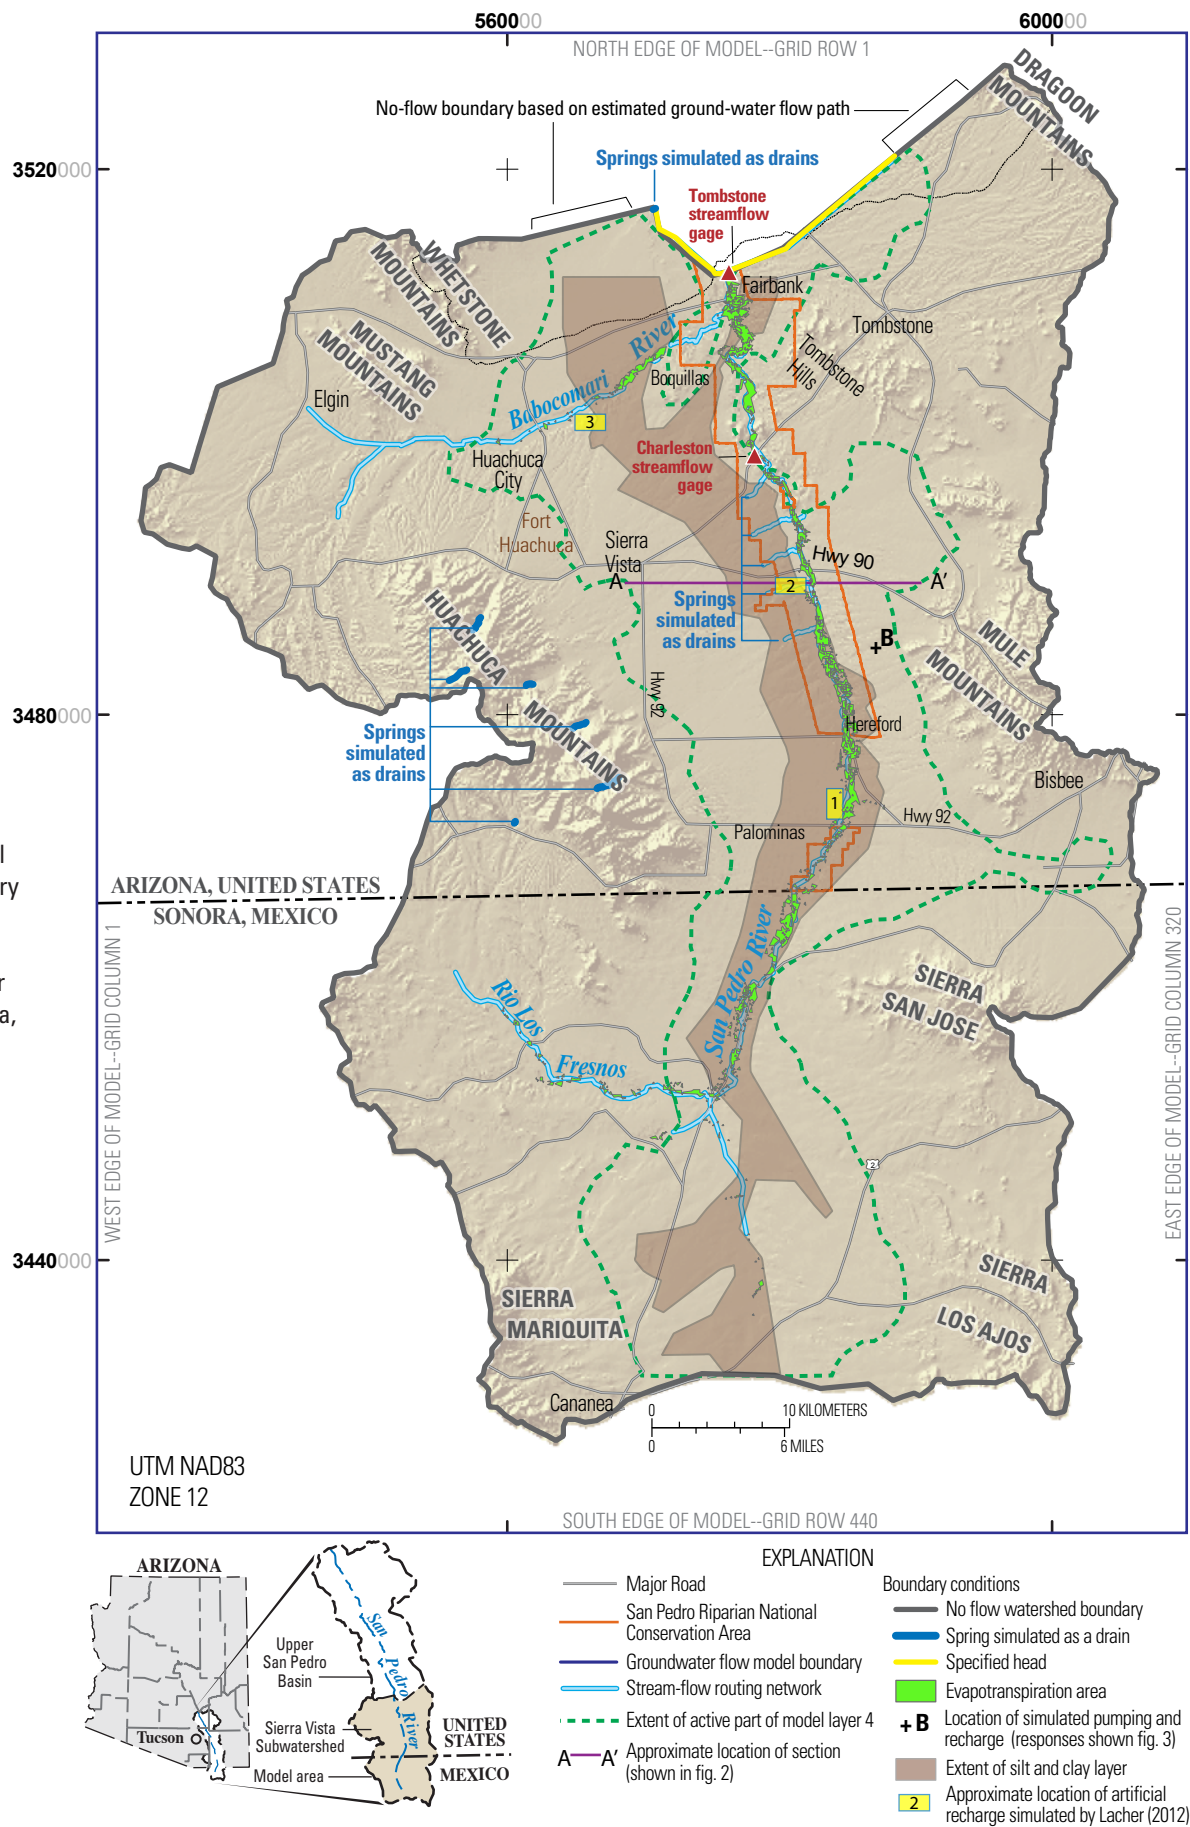 560000
600000
NORTH EDGE OF MODEL--GRID ROW 1
DRAGOON
MOUNTAINS
No-flow boundary based on estimated ground-water flow path
3520000
Springs simulated as drains
Tombstone
streamflow
gage
WHETSTONE
MOUNTAINS
Fairbank
Tombstone
MUSTANG
MOUNTAINS
River
Babocomari
Boquillas
Tombstone
Hills
Elgin
3
Huachuca
City
Charleston
streamflow
gage
Fort
Huachuca
Sierra
Vista
Hwy 90
A
A'
2
Springs
simulated
as drains
HUACHUCA
MOUNTAINS
+B
MULE
MOUNTAINS
Hwy 92
3480000
Springs
simulated
as drains
Hereford
Bisbee
1
Palominas
Hwy 92
l
ry
ARIZONA, UNITED STATES
SONORA, MEXICO
r
a,
WEST EDGE OF MODEL--GRID COLUMN 1
EAST EDGE OF MODEL--GRID COLUMN 320
San Pedro River
SIERRA
SAN JOSE
Rio Los
Fresnos
2
3440000
SIERRA
MARIQUITA
SIERRA
LOS AJOS
Cananea
0 10 KILOMETERS
0 6 MILES
UTM NAD83
ZONE 12
SOUTH EDGE OF MODEL--GRID ROW 440
ARIZONA
Tucson
Upper
San Pedro
Basin
San Pedro River
Sierra Vista
Subwatershed
Model area
UNITED
STATES
MEXICO
EXPLANATION
Major Road
San Pedro Riparian National
Conservation Area
Groundwater flow model boundary
Stream-flow routing network
Extent of active part of model layer 4
A A' Approximate location of section
(shown in fig. 2)
Boundary conditions
No flow watershed boundary
Spring simulated as a drain
Specified head
Evapotranspiration area
+B Location of simulated pumping and
recharge (responses shown fig. 3)
Extent of silt and clay layer
2 Approximate location of artificial
recharge simulated by Lacher (2012)